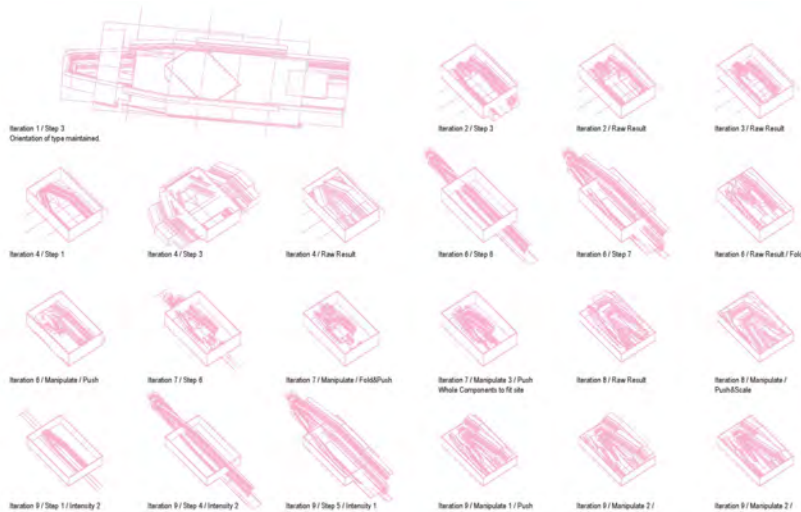 Iteration 1 / Step 3
Orientation of type maintained
Iteration 2 / Step 3
Iteration 2 / Raw Result
Iteration 3 / Raw Result
Iteration 4 / Step 1
Iteration 4 / Step 3
Iteration 4 / Raw Result
Iteration 6 / Step 6
Iteration 6 / Step 7
Iteration 6 / Raw Result / Fold
Iteration 6 / Manipulate / Push
Iteration 7 / Step 6
Iteration 7 / Manipulate / Fold&Push
Iteration 7 / Manipulate 3 / Push
Whole Components to fit site
Iteration 8 / Raw Result
Iteration 8 / Manipulate /
Push&Scale
Iteration 9 / Step 1 / Intensity 2
Iteration 9 / Step 4 / Intensity 2
Iteration 9 / Step 5 / Intensity 1
Iteration 9 / Manipulate 1 / Push
Iteration 9 / Manipulate 2 /
Iteration 9 / Manipulate 2 /